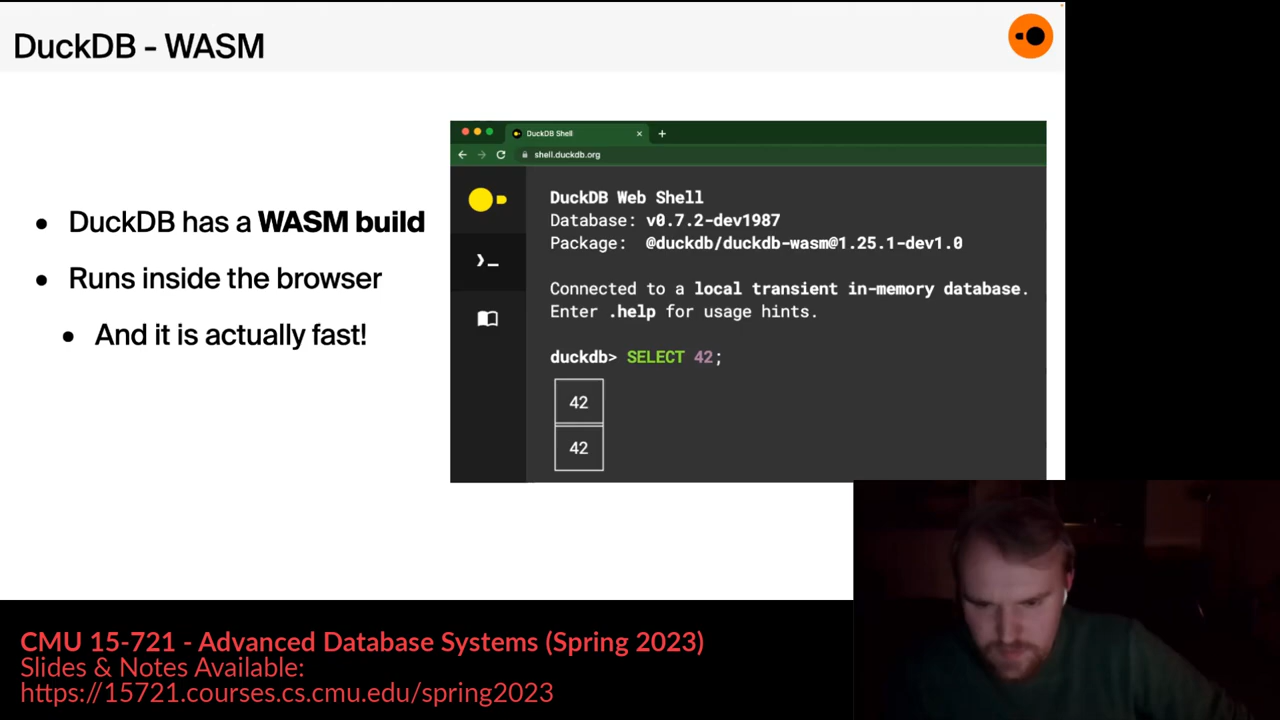 DuckDB - WASM
• DuckDB has a WASM build
• Runs inside the browser
• And it is actually fast!
DuckDB Shell
shell.duckdb.org
DuckDB Web Shell
Database: v0.7.2-dev1987
Package: @duckdb/duckdb-wasm@1.25.1-dev1.0
Connected to a local transient in-memory database.
Enter .help for usage hints.
duckdb> SELECT 42;
42
42
CMU 15-721 - Advanced Database Systems (Spring 2023)
Slides & Notes Available:
https://15721.courses.cs.cmu.edu/spring2023